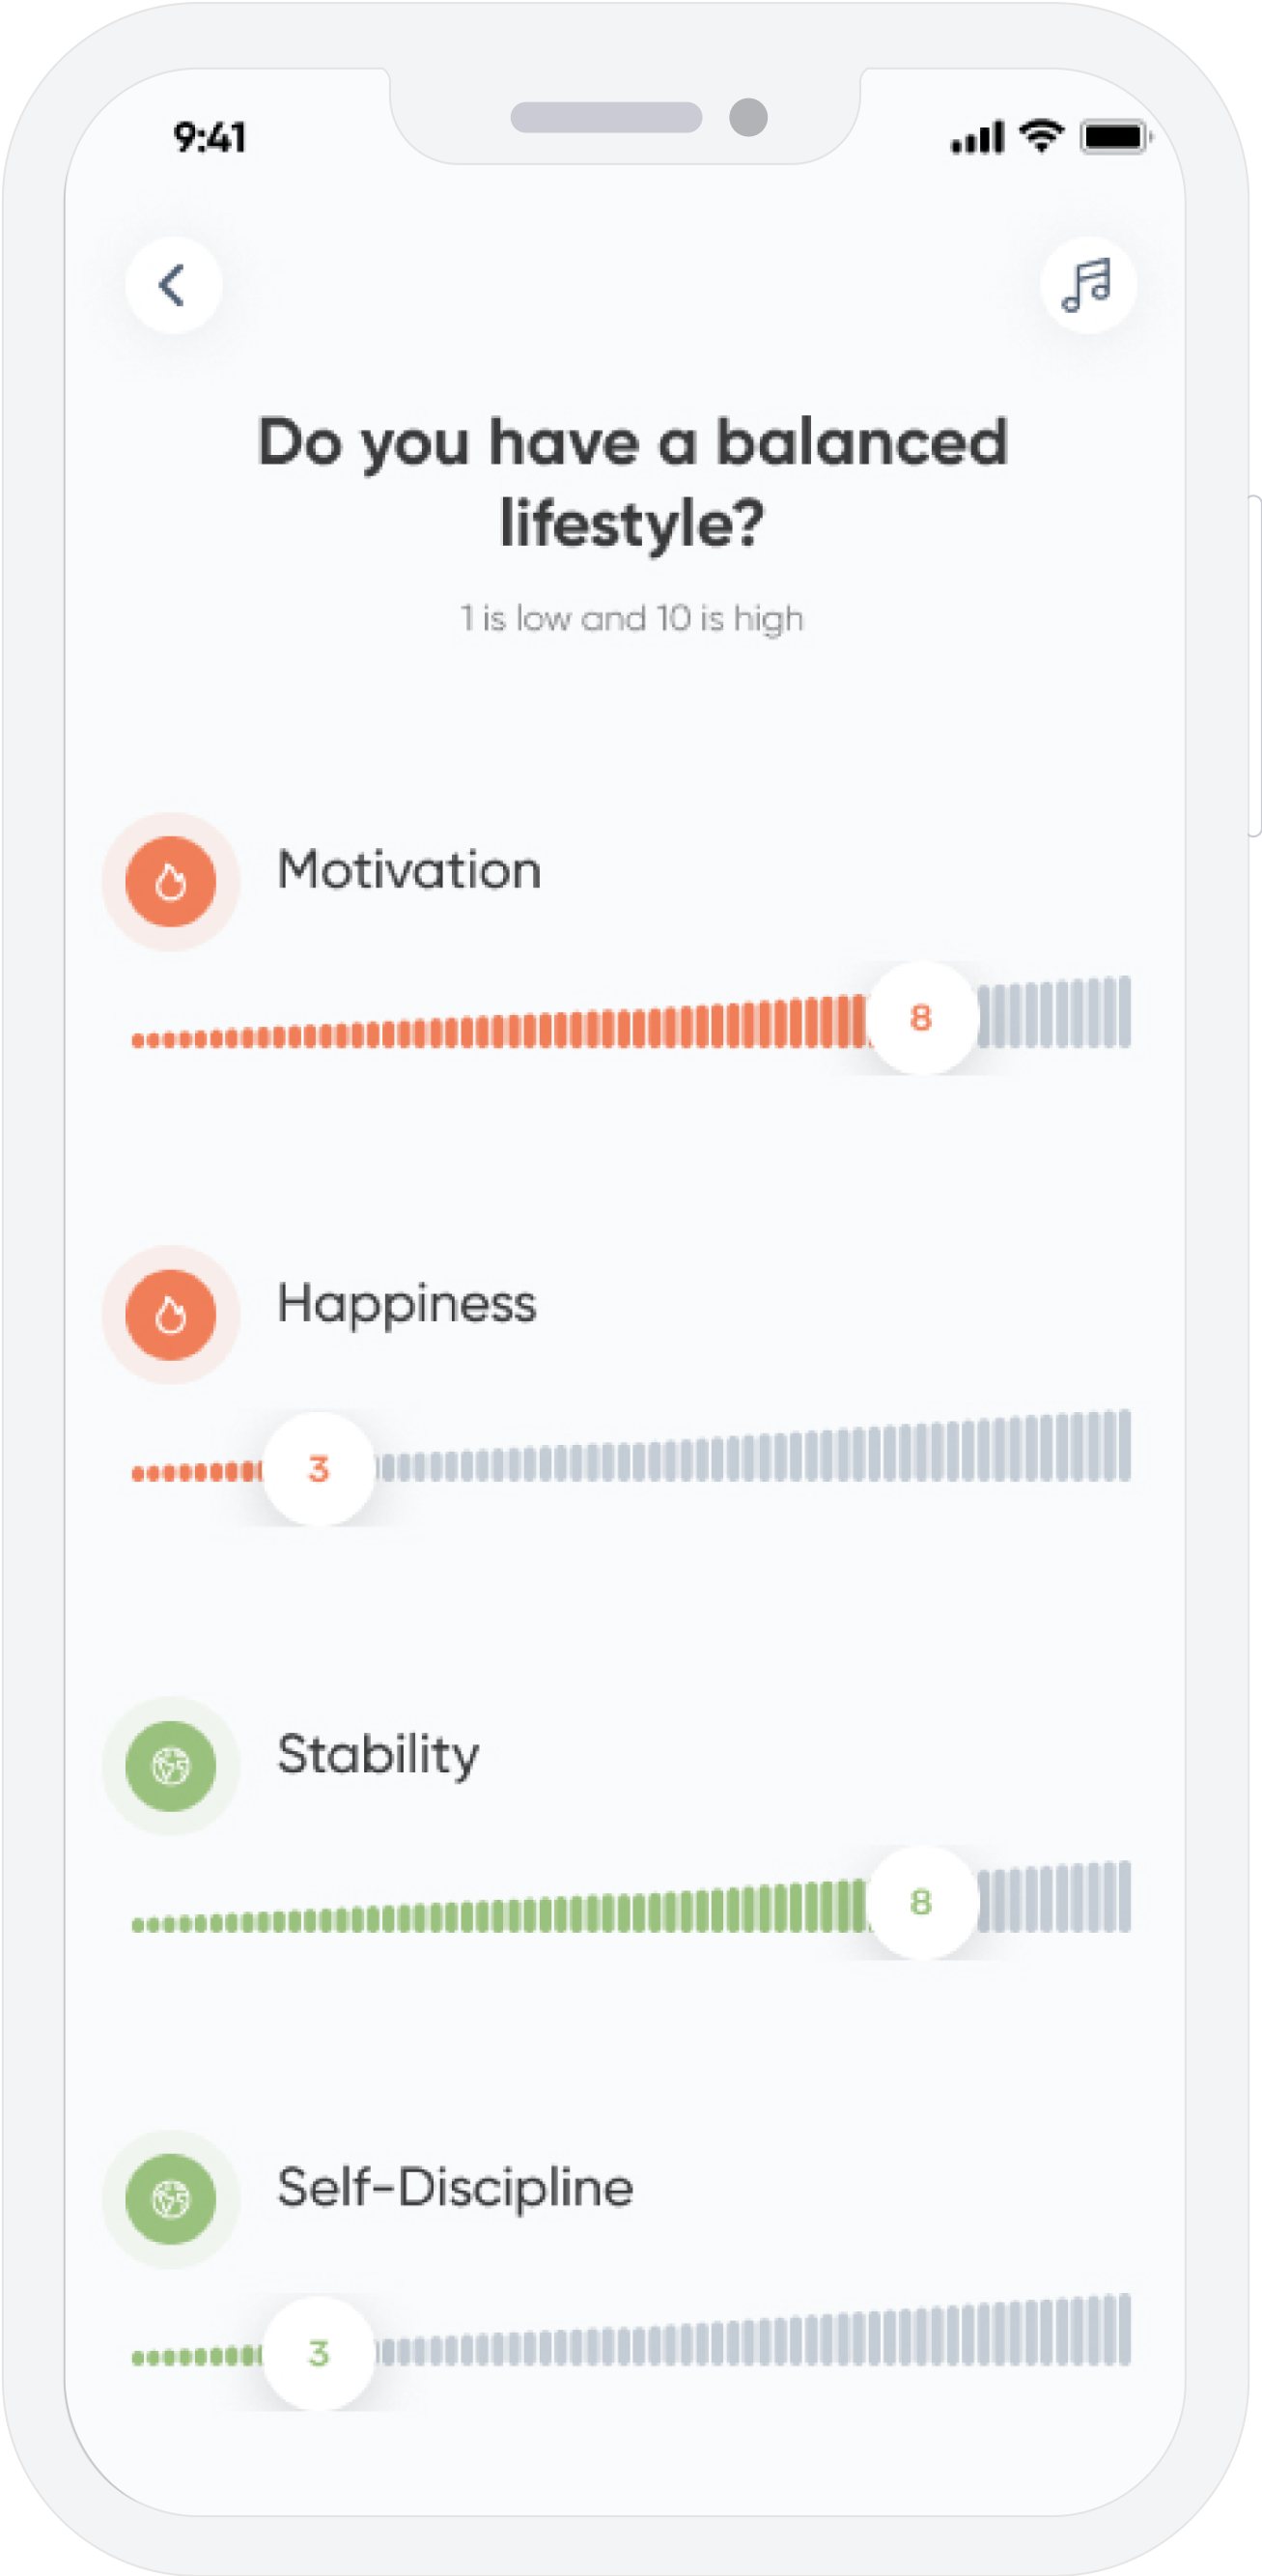 9:41
Do you have a balanced
lifestyle?
1 is low and 10 is high
Motivation
8
Happiness
3
Stability
8
Self-Discipline
3